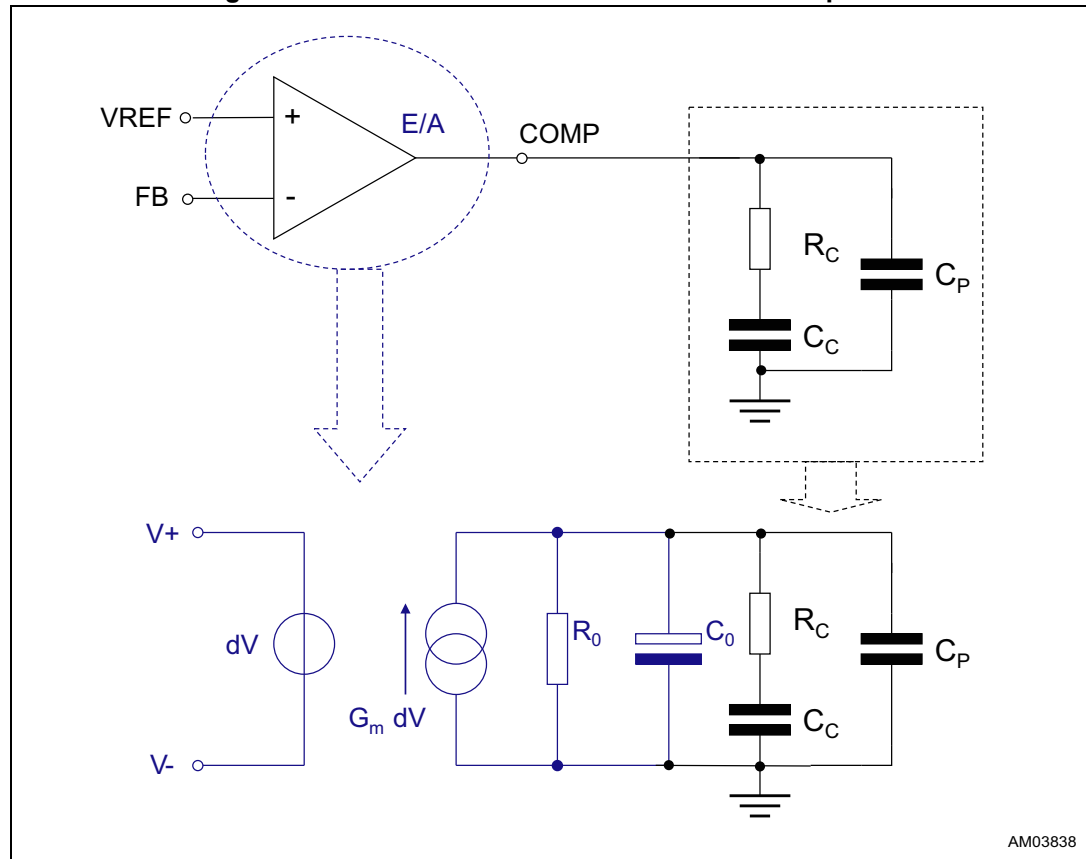 VREF
+
E/A
COMP
FB
-
R_C
C_P
C_C
V+
dV
V-
G_m dV
R_0
C_0
R_C
C_P
C_C
AM03838